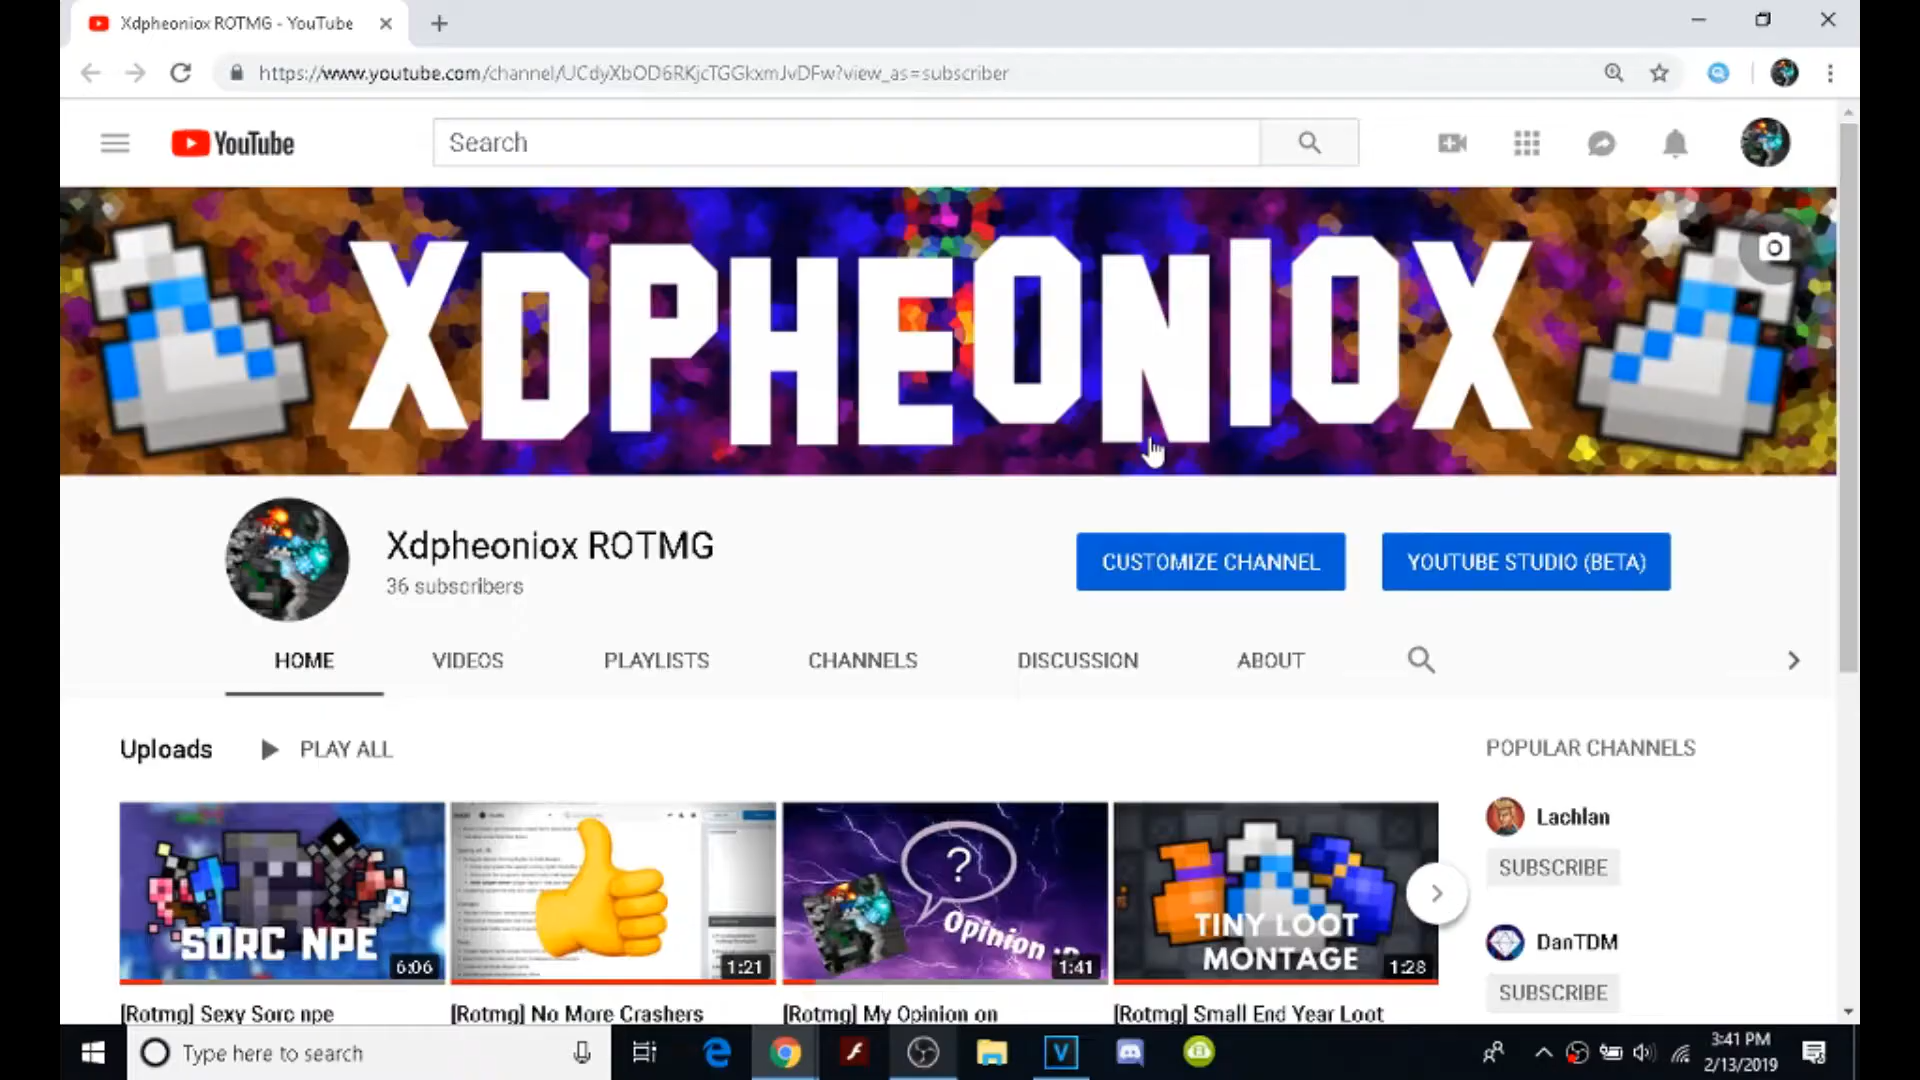 Xdpheoniox ROTMG - YouTube
https://www.youtube.com/channel/UCdyXbOD6RKjcTGGkxmJvDFw?view_as=subscriber
YouTube
Search
XDPHEONIOX
Xdpheoniox ROTMG
36 subscribers
CUSTOMIZE CHANNEL
YOUTUBE STUDIO (BETA)
HOME
VIDEOS
PLAYLISTS
CHANNELS
DISCUSSION
ABOUT
Uploads
PLAY ALL
POPULAR CHANNELS
SORC NPE
6:06
1:21
?
Opinion :D
1:41
TINY LOOT
MONTAGE
1:28
Lachlan
SUBSCRIBE
DanTDM
SUBSCRIBE
[Rotmg] Sexy Sorc npe
[Rotmg] No More Crashers
[Rotmg] My Opinion on
[Rotmg] Small End Year Loot
Type here to search
V
3:41 PM
2/13/2019